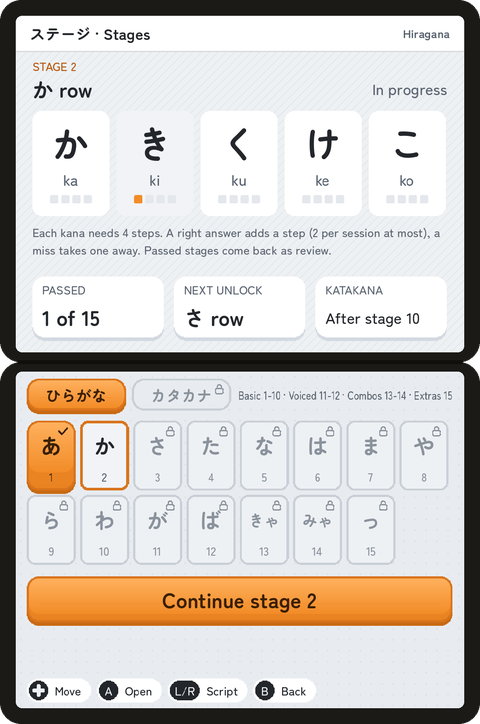 ステージ · Stages
Hiragana
STAGE 2
か row
In progress
か き く け こ
ka ki ku ke ko
Each kana needs 4 steps. A right answer adds a step (2 per session at most), a
miss takes one away. Passed stages come back as review.
PASSED
1 of 15
NEXT UNLOCK
さ row
KATAKANA
After stage 10
ひらがな
カタカナ
Basic 1-10 · Voiced 11-12 · Combos 13-14 · Extras 15
あ か さ た な は ま や
1 2 3 4 5 6 7 8
ら わ が ば きゃ みゃ っ
9 10 11 12 13 14 15
Continue stage 2
Move
A Open
L/R Script
B Back